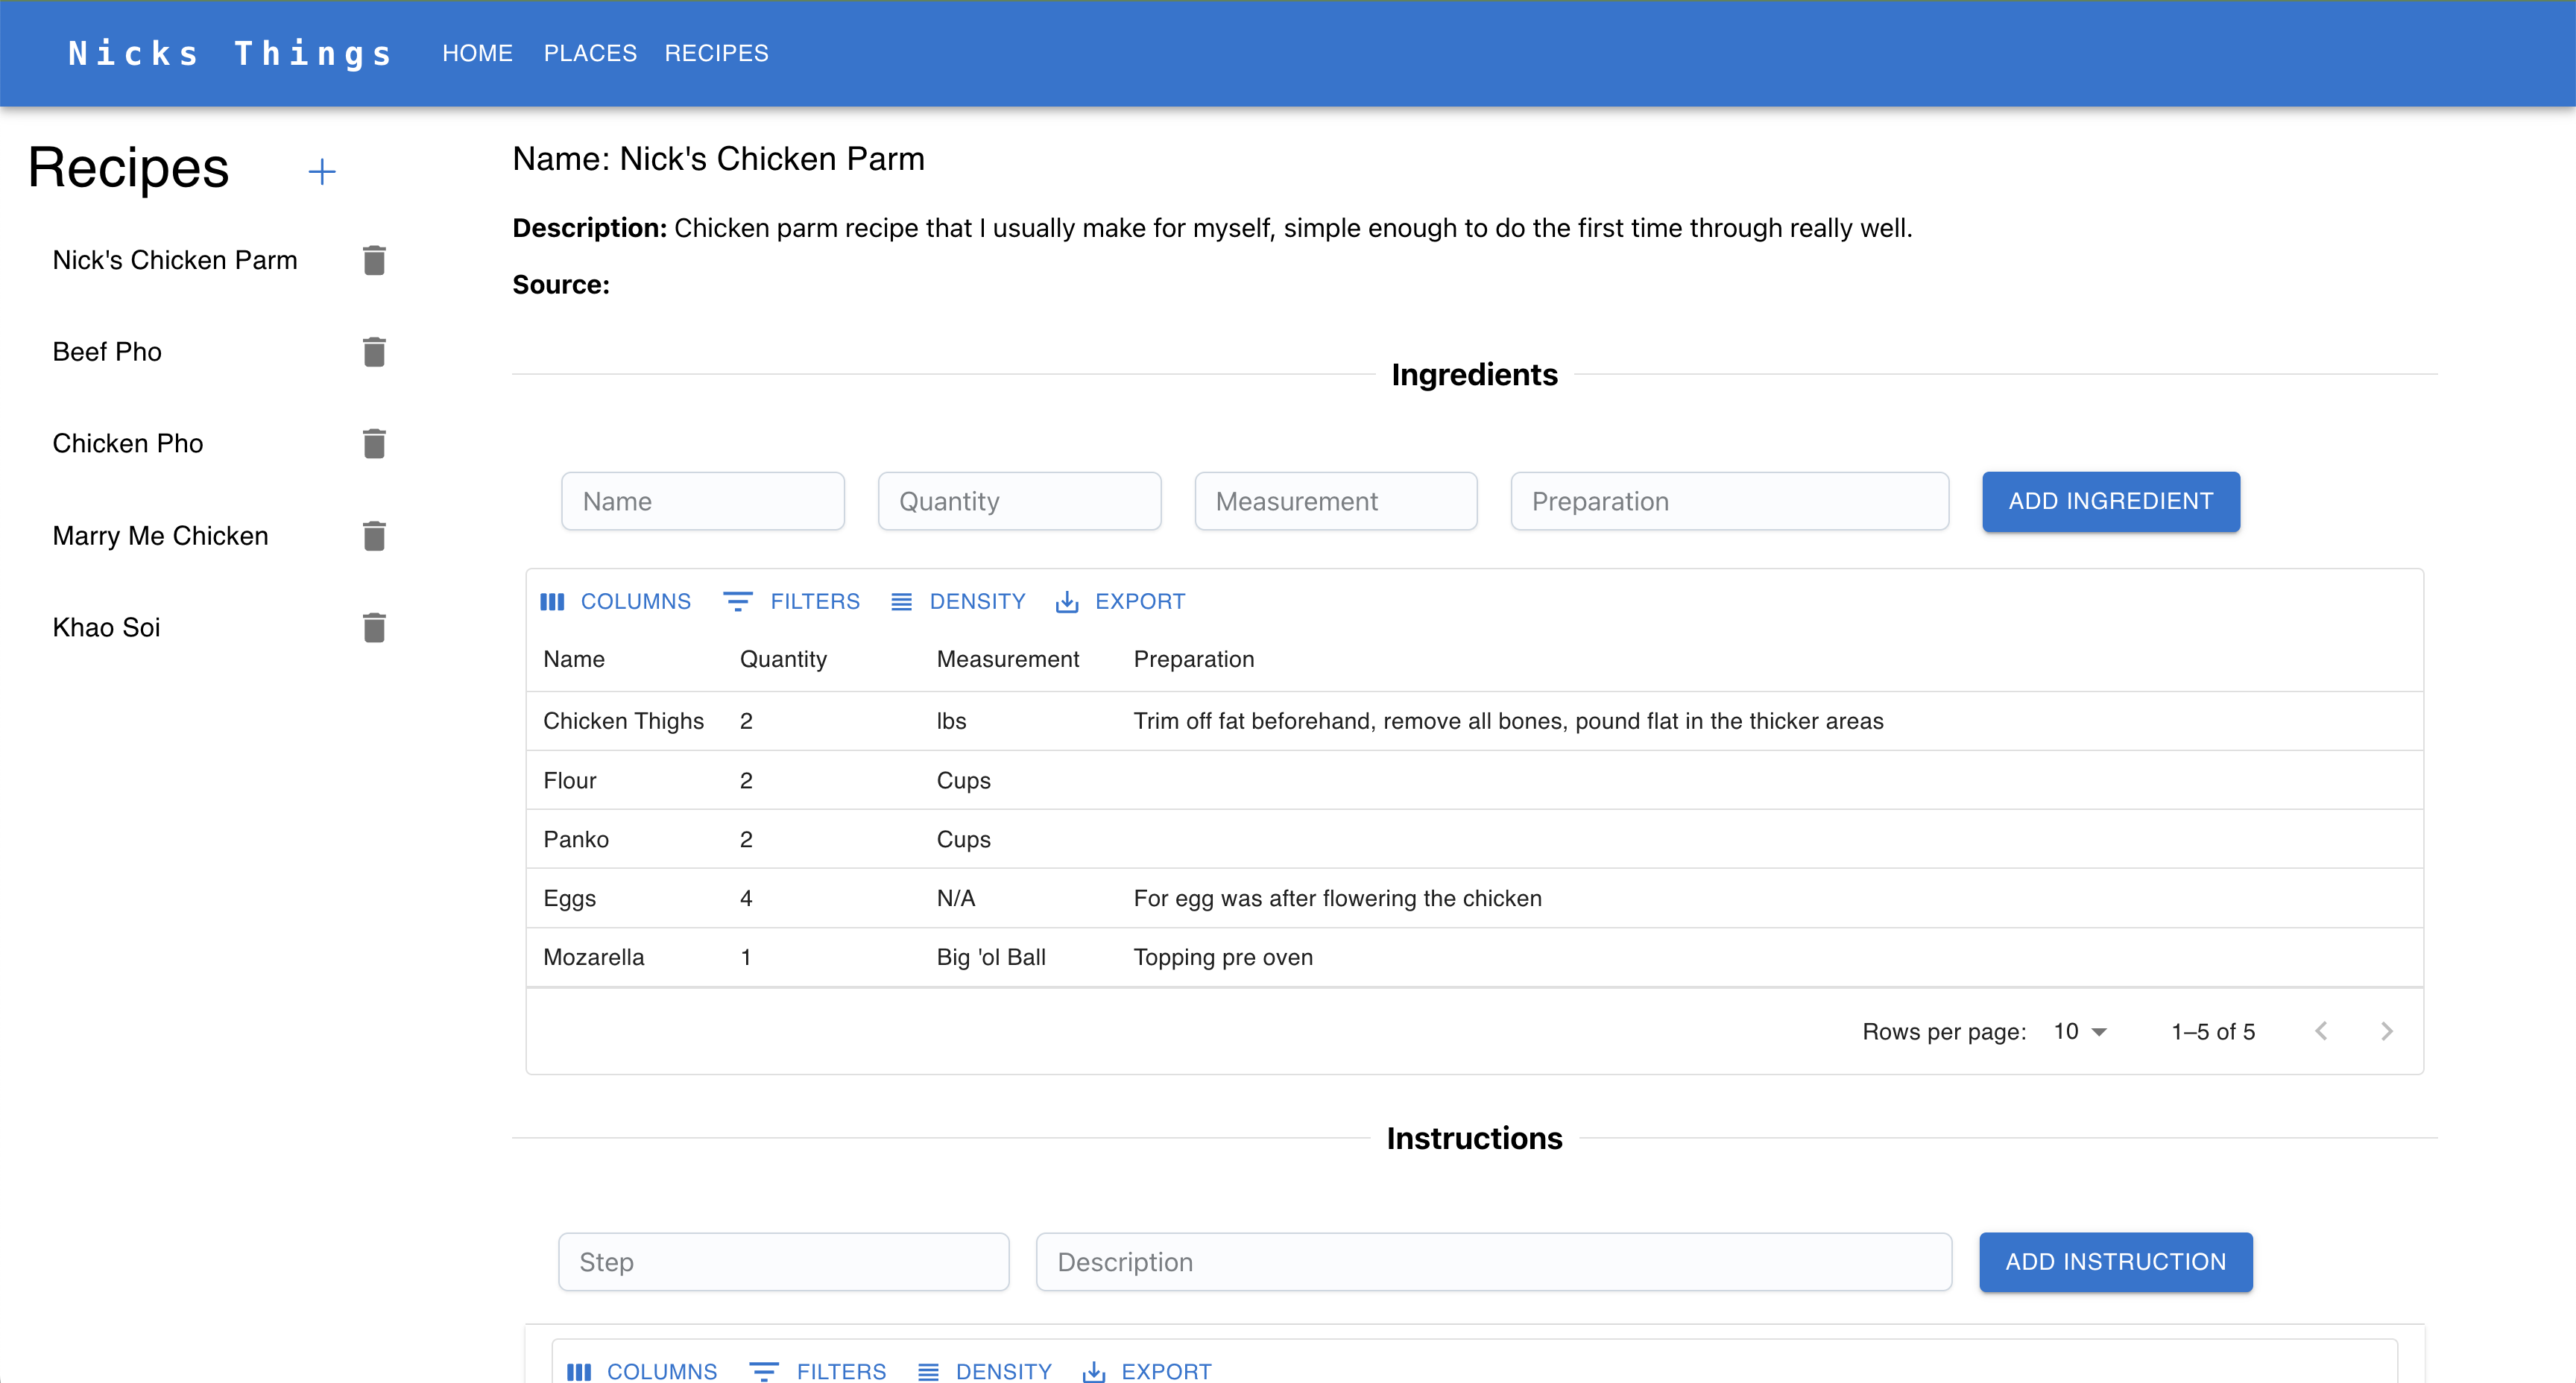 Nicks Things HOME PLACES RECIPES
Recipes
Nick's Chicken Parm
Beef Pho
Chicken Pho
Marry Me Chicken
Khao Soi
Name: Nick's Chicken Parm
Description: Chicken parm recipe that I usually make for myself, simple enough to do the first time through really well.
Source:
Ingredients
Name Quantity Measurement Preparation ADD INGREDIENT
COLUMNS FILTERS DENSITY EXPORT
Name Quantity Measurement Preparation
Chicken Thighs 2 lbs Trim off fat beforehand, remove all bones, pound flat in the thicker areas
Flour 2 Cups
Panko 2 Cups
Eggs 4 N/A For egg was after flowering the chicken
Mozarella 1 Big 'ol Ball Topping pre oven
Rows per page: 10 1–5 of 5
Instructions
Step Description ADD INSTRUCTION
COLUMNS FILTERS DENSITY EXPORT